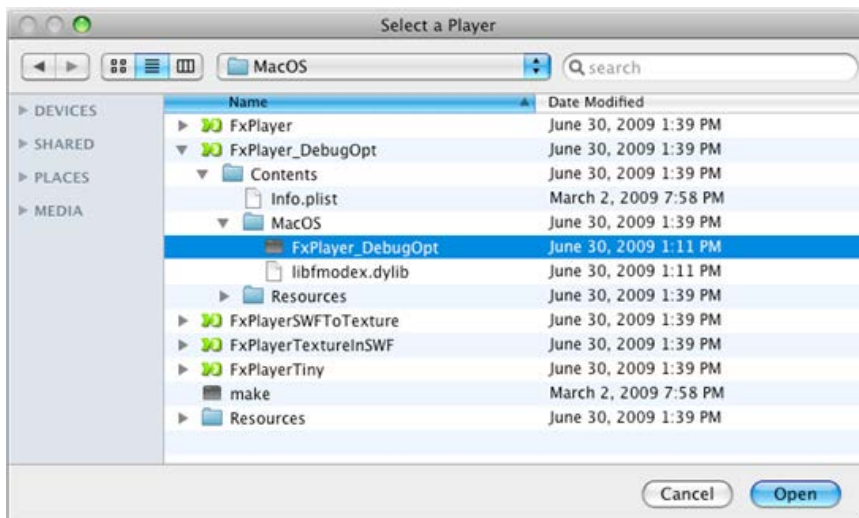 Select a Player
MacOS
search
DEVICES
SHARED
PLACES
MEDIA
Name Date Modified
FxPlayer June 30, 2009 1:39 PM
FxPlayer_DebugOpt June 30, 2009 1:39 PM
Contents June 30, 2009 1:39 PM
Info.plist March 2, 2009 7:58 PM
MacOS June 30, 2009 1:39 PM
FxPlayer_DebugOpt June 30, 2009 1:11 PM
libfmodex.dylib June 30, 2009 1:11 PM
Resources June 30, 2009 1:39 PM
FxPlayerSWFToTexture June 30, 2009 1:39 PM
FxPlayerTextureInSWF June 30, 2009 1:39 PM
FxPlayerTiny June 30, 2009 1:39 PM
make March 2, 2009 7:58 PM
Resources June 30, 2009 1:39 PM
Cancel Open